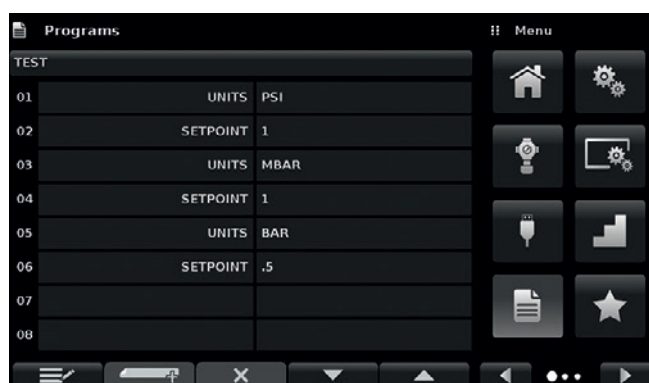 Programs
Menu
TEST
01 UNITS PSI
02 SETPOINT 1
03 UNITS MBAR
04 SETPOINT 1
05 UNITS BAR
06 SETPOINT .5
07
08